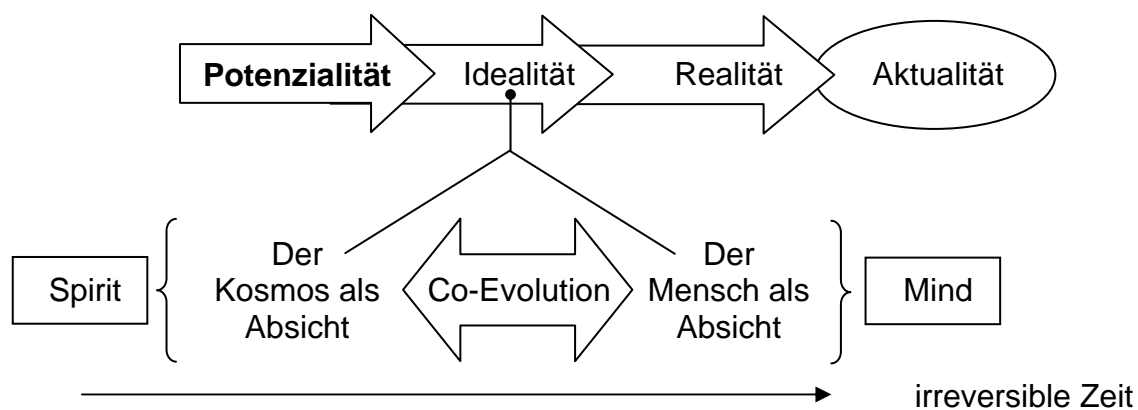 Potenzialität Idealität Realität Aktualität
Spirit
Der
Kosmos als
Absicht
Co-Evolution
Der
Mensch als
Absicht
Mind
irreversible Zeit